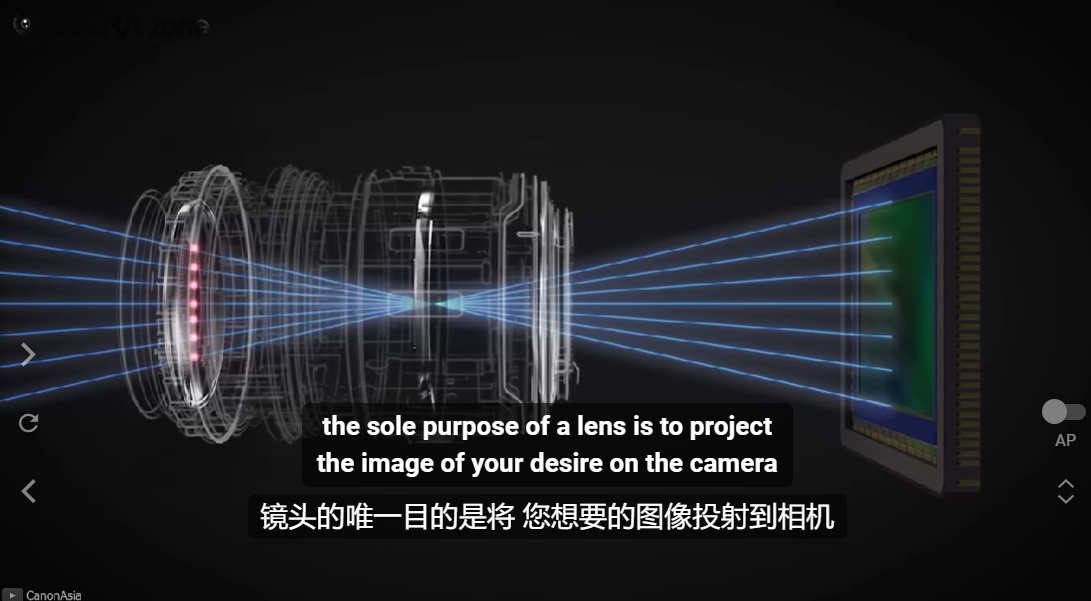 CAMERA zone
the sole purpose of a lens is to project
the image of your desire on the camera
镜头的唯一目的是将 您想要的图像投射到相机
AP
CanonAsia